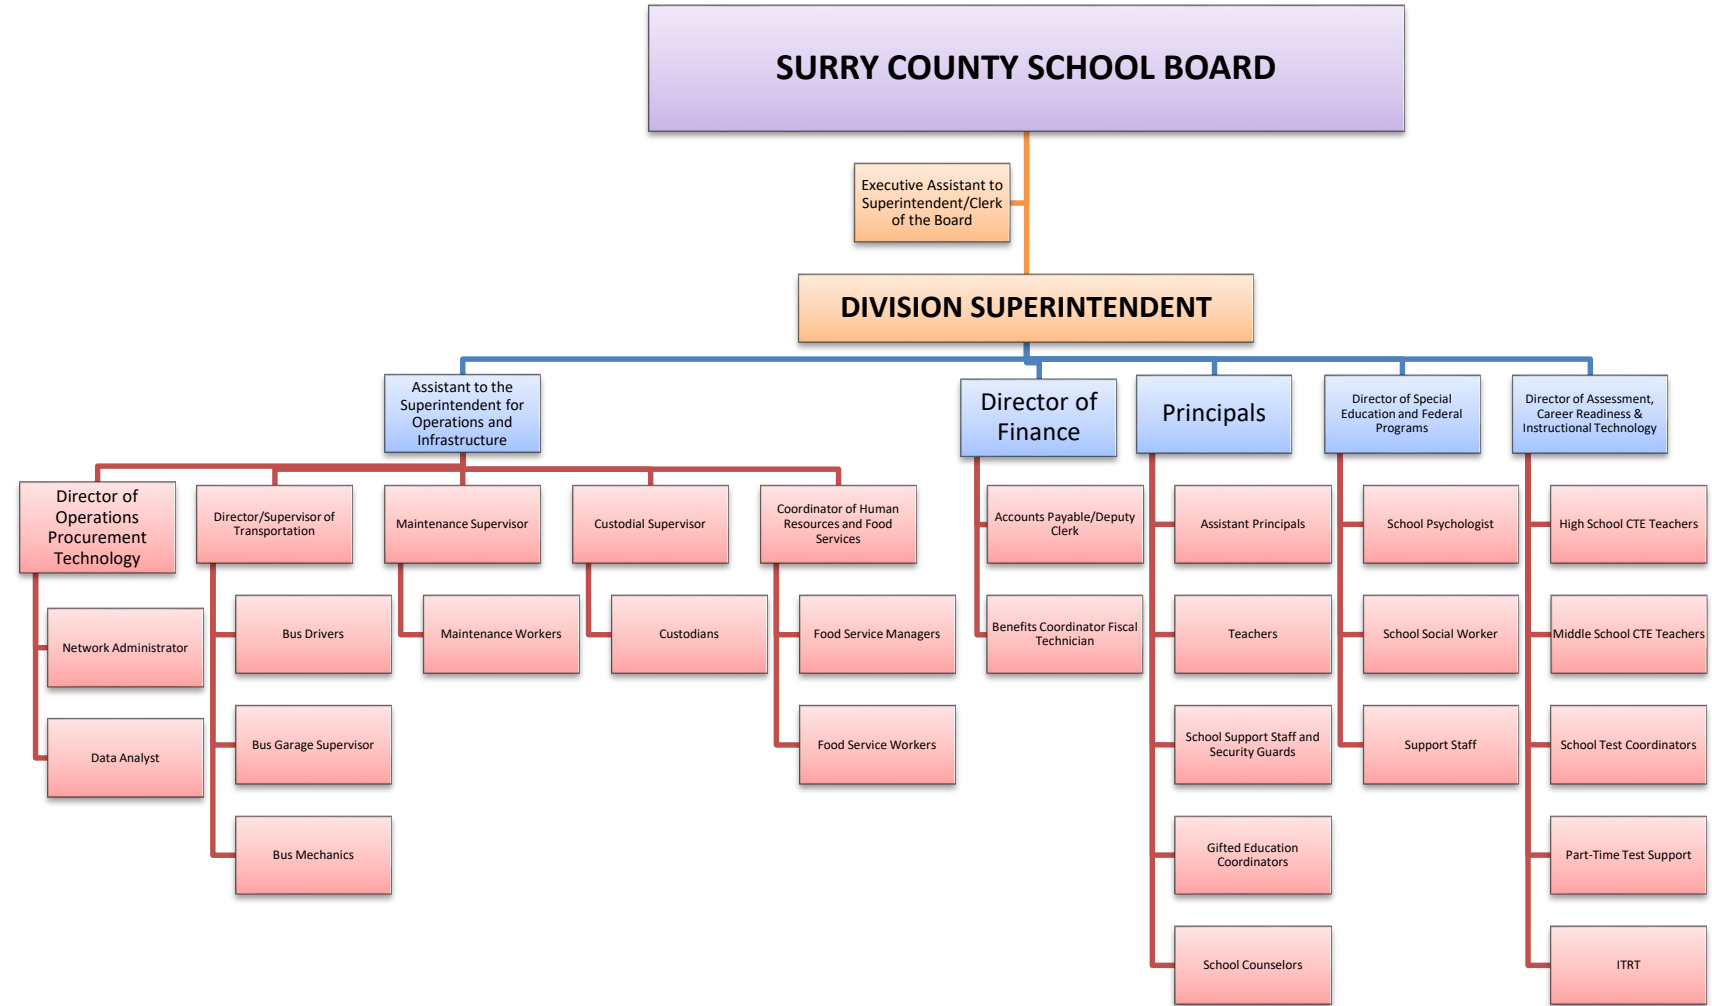 SURRY COUNTY SCHOOL BOARD
Executive Assistant to
Superintendent/Clerk
of the Board
DIVISION SUPERINTENDENT
Assistant to the
Superintendent for
Operations and
Infrastructure
Director of
Finance
Principals
Director of Special
Education and Federal
Programs
Director of Assessment,
Career Readiness &
Instructional Technology
Director of
Operations
Procurement
Technology
Director/Supervisor of
Transportation
Maintenance Supervisor
Custodial Supervisor
Coordinator of Human
Resources and Food
Services
Accounts Payable/Deputy
Clerk
Assistant Principals
School Psychologist
High School CTE Teachers
Network Administrator
Bus Drivers
Maintenance Workers
Custodians
Food Service Managers
Benefits Coordinator Fiscal
Technician
Teachers
School Social Worker
Middle School CTE Teachers
Data Analyst
Bus Garage Supervisor
Food Service Workers
School Support Staff and
Security Guards
Support Staff
School Test Coordinators
Bus Mechanics
Gifted Education
Coordinators
Part-Time Test Support
School Counselors
ITRT